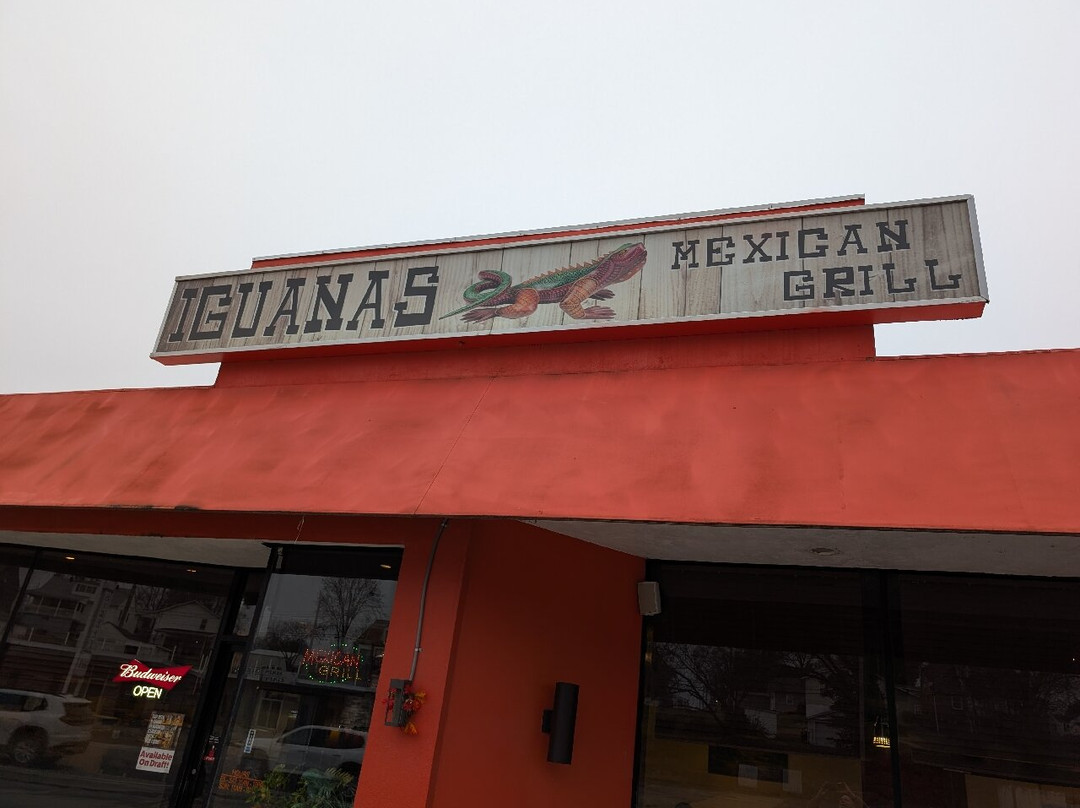 IGUANAS
MEXICAN
GRILL
Budweiser
OPEN
MEXICAN
GRILL
Available
On Draft!